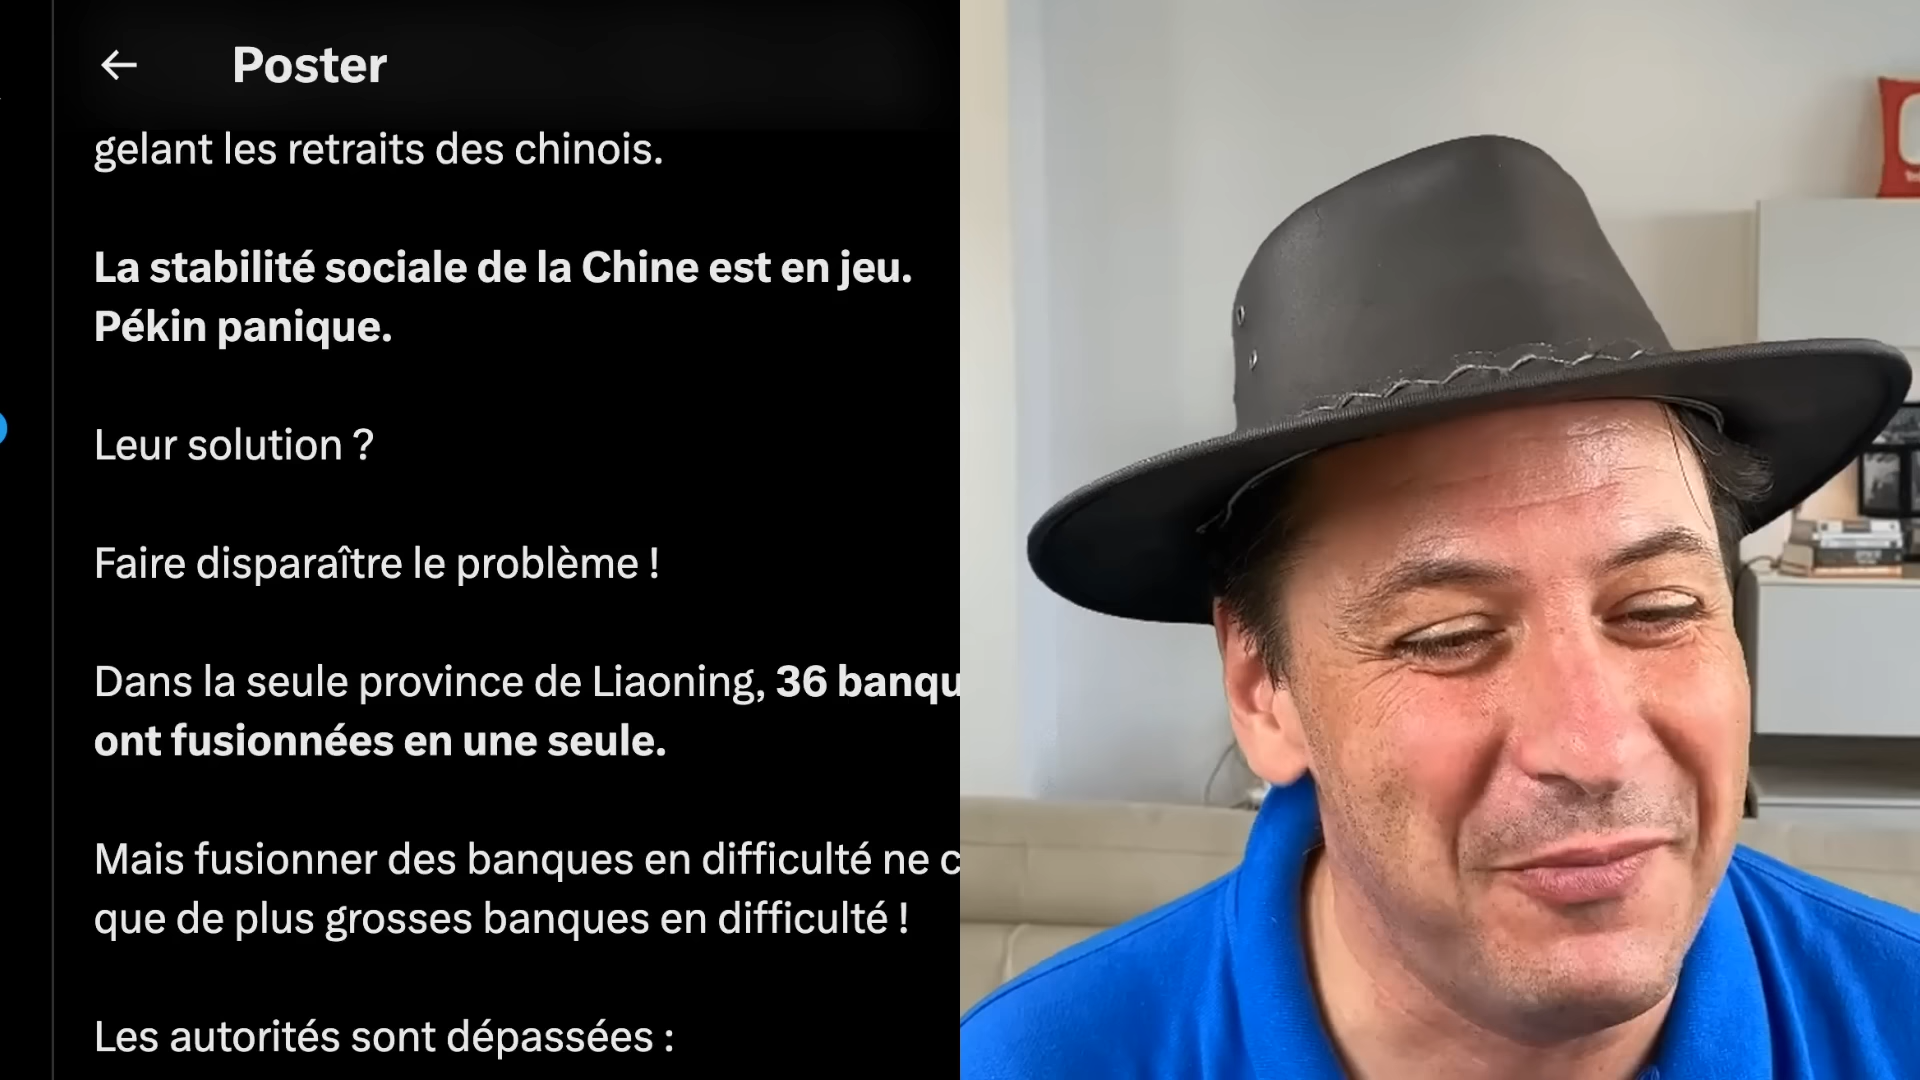 Poster
gelant les retraits des chinois.
La stabilité sociale de la Chine est en jeu.
Pékin panique.
Leur solution ?
Faire disparaître le problème !
Dans la seule province de Liaoning, 36 banqu
ont fusionnées en une seule.
Mais fusionner des banques en difficulté ne c
que de plus grosses banques en difficulté !
Les autorités sont dépassées :